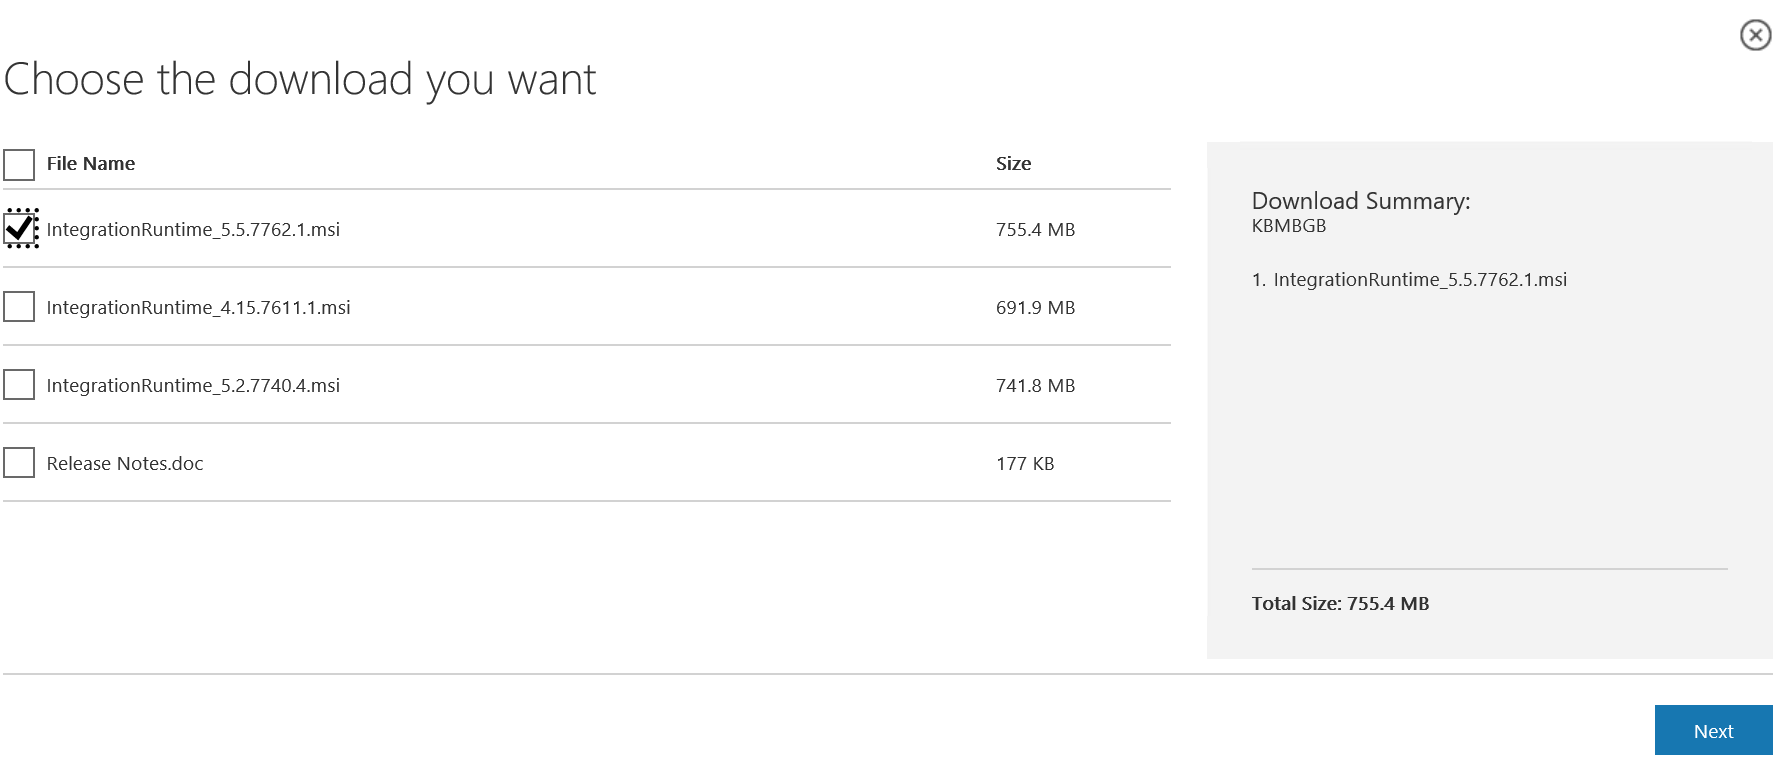 Choose the download you want
File Name Size
IntegrationRuntime_5.5.7762.1.msi 755.4 MB
IntegrationRuntime_4.15.7611.1.msi 691.9 MB
IntegrationRuntime_5.2.7740.4.msi 741.8 MB
Release Notes.doc 177 KB
Download Summary:
KBMBGB
1. IntegrationRuntime_5.5.7762.1.msi
Total Size: 755.4 MB
Next